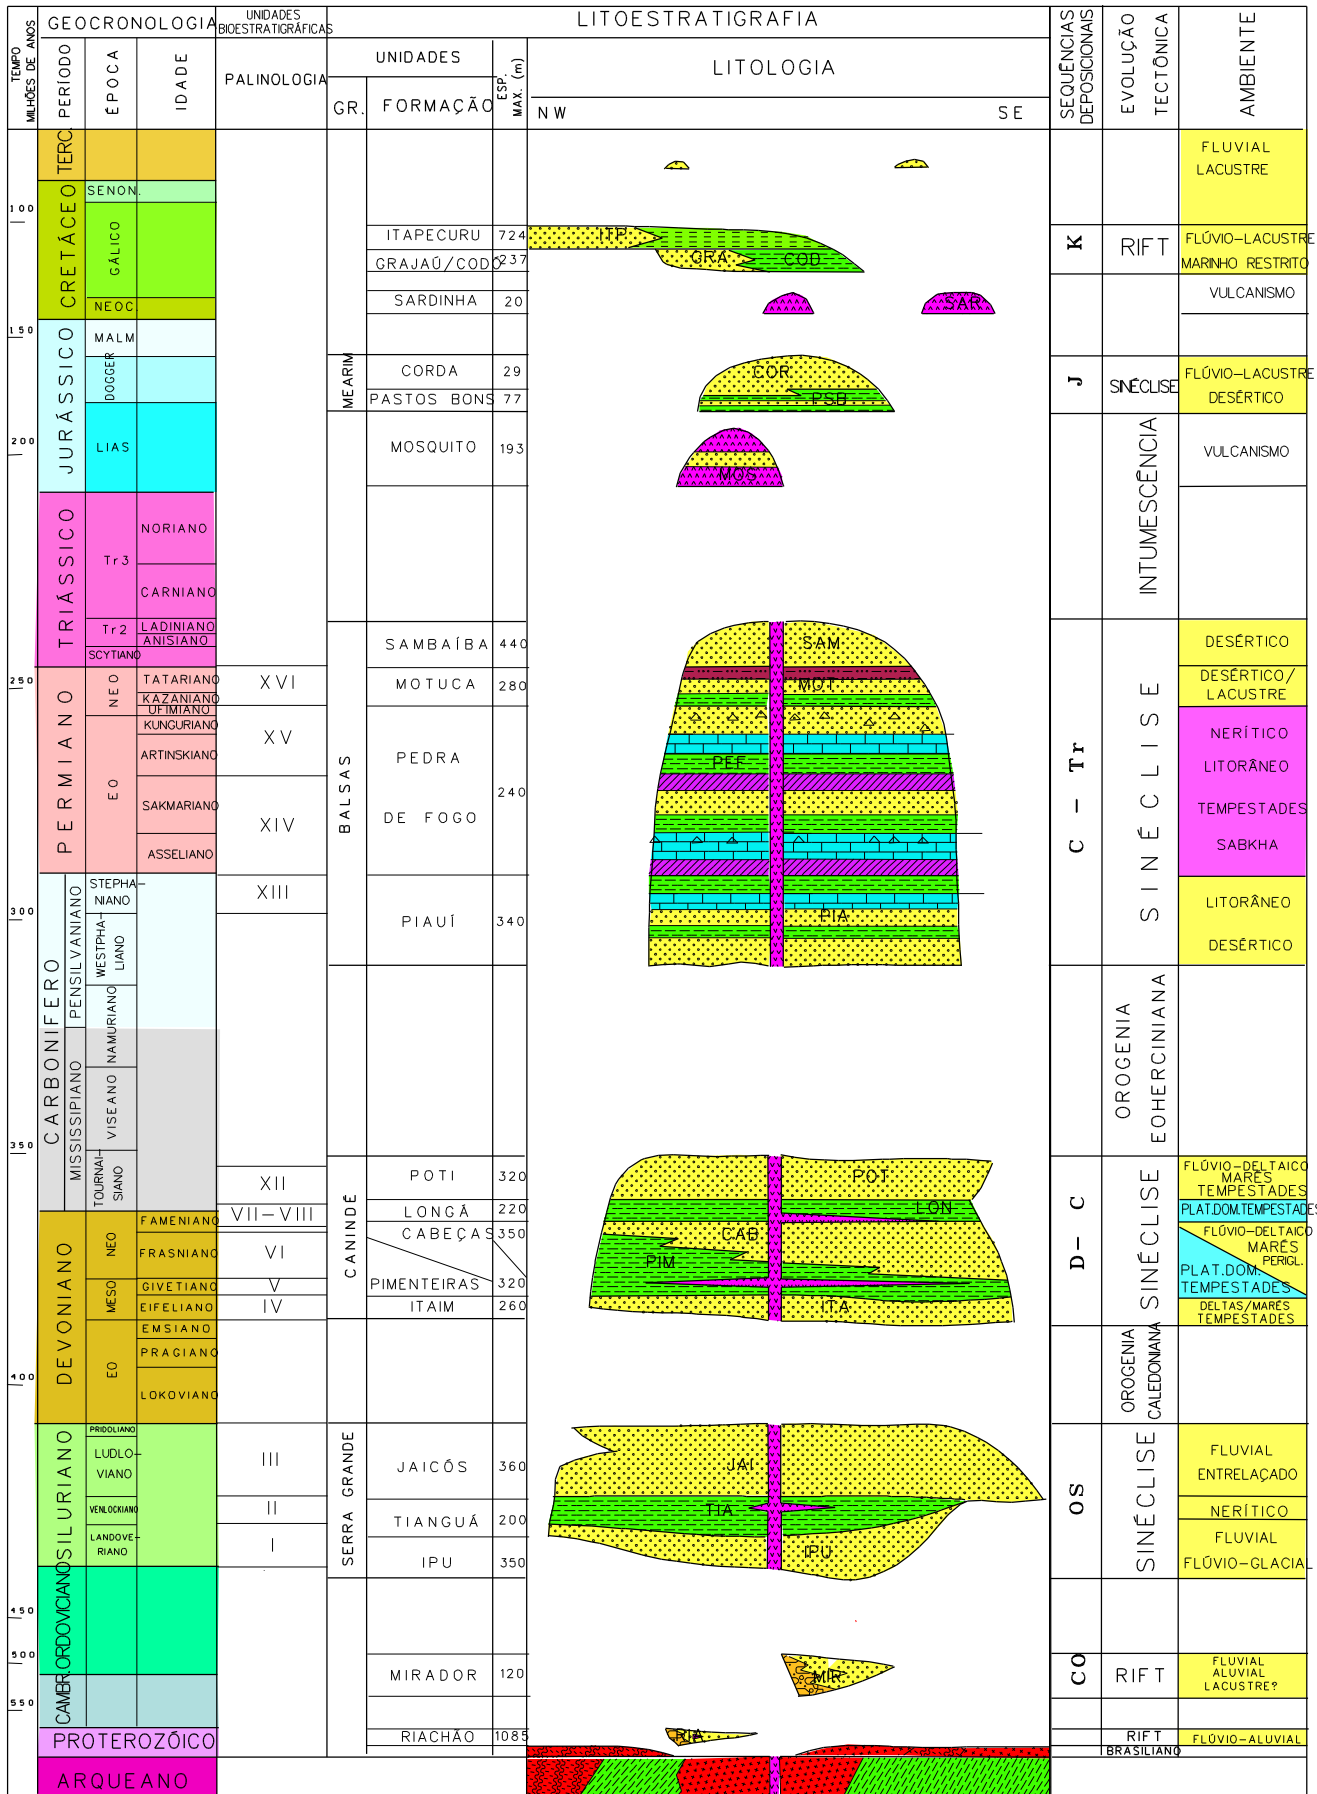 TEMPO
MILHÕES DE ANOS
GEOCRONOLOGIA
PERÍODO
ÉPOCA
IDADE
UNIDADES
BIOESTRATIGRÁFICAS
PALINOLOGIA
LITOESTRATIGRAFIA
UNIDADES
GR.
FORMAÇÃO
ESP.
MAX. (m)
LITOLOGIA
NW
SE
SEQUÊNCIAS
DEPOSICIONAIS
EVOLUÇÃO
TECTÔNICA
AMBIENTE
TERC.
FLUVIAL
LACUSTRE
CRETÁCEO
SENON.
100
GÁLICO
NEOC.
ITAPECURU 724
ITP
GRAJAÚ/CODÓ 237
GRA
COD
K
RIFT
FLÚVIO-LACUSTRE
MARINHO RESTRITO
SARDINHA 20
SAR
VULCANISMO
150
JURÁSSICO
MALM
DOGGER
LIAS
200
MEARIM
CORDA 29
COR
PASTOS BONS 77
PSB
J
SINÉCLISE
FLÚVIO-LACUSTRE
DESÉRTICO
MOSQUITO 193
MOS
INTUMESCÊNCIA
VULCANISMO
TRIÁSSICO
Tr3
NORIANO
CARNIANO
Tr2
LADINIANO
ANISIANO
SCYTIANO
BALSAS
SAMBAÍBA 440
SAM
DESÉRTICO
250
PERMIANO
NEO
TATARIANO
KAZANIANO
UFIMIANO
XVI
MOTUCA 280
MOT
DESÉRTICO/
LACUSTRE
EO
KUNGURIANO
ARTINSKIANO
SAKMARIANO
ASSELIANO
XV
XIV
PEDRA
DE FOGO
240
PEF
C - Tr
SINÉCLISE
NERÍTICO
LITORÂNEO
TEMPESTADES
SABKHA
CARBONIFERO
PENSILVANIANO
STEPHA-
NIANO
XIII
300
WESTPHA-
LIANO
PIAUÍ 340
PIA
LITORÂNEO
DESÉRTICO
NAMURIANO
MISSISSIPIANO
VISEANO
OROGENIA
EOHERCINIANA
350
TOURNAI-
SIANO
XII
CANINDÉ
POTI 320
POT
D- C
SINÉCLISE
FLÚVIO-DELTAICO
MARÉS
TEMPESTADES
DEVONIANO
NEO
FAMENIANO
VII-VIII
LONGÁ 220
LON
PLAT.DOM.TEMPESTADES
FRASNIANO
VI
CABEÇAS 350
CAB
FLÚVIO-DELTAICO
MARÉS
PERIGL.
MESO
GIVETIANO
V
PIMENTEIRAS 320
PIM
PLAT.DOM.
TEMPESTADES
EIFELIANO
IV
ITAIM 260
ITA
DELTAS/MARÉS
TEMPESTADES
EO
EMSIANO
PRAGIANO
LOKOVIANO
400
OROGENIA
CALEDONIANA
SILURIANO
PRIDOLIANO
LUDLO-
VIANO
III
SERRA GRANDE
JAICÓS 360
JAI
OS
SINÉCLISE
FLUVIAL
ENTRELAÇADO
VENLOCKIANO
II
TIANGUÁ 200
TIA
NERÍTICO
LANDOVE-
RIANO
I
IPU 350
IPU
FLUVIAL
FLÚVIO-GLACIAL
ORDOVICIANO
450
500
CAMBR.
550
MIRADOR 120
MIR
CO
RIFT
FLUVIAL
ALUVIAL
LACUSTRE?
PROTEROZÓICO
RIACHÃO 1085
RIA
RIFT
BRASILIANO
FLÚVIO-ALUVIAL
ARQUEANO